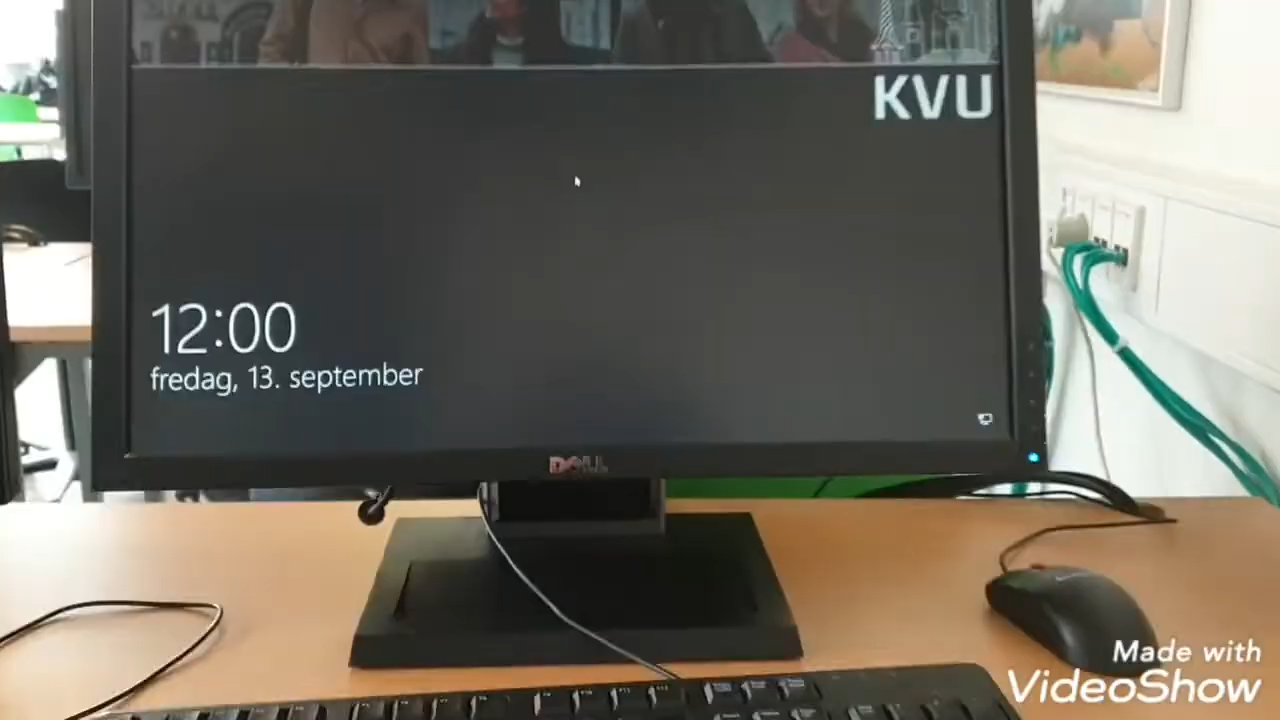 KVU
12:00
fredag, 13. september
DELL
Made with
VideoShow